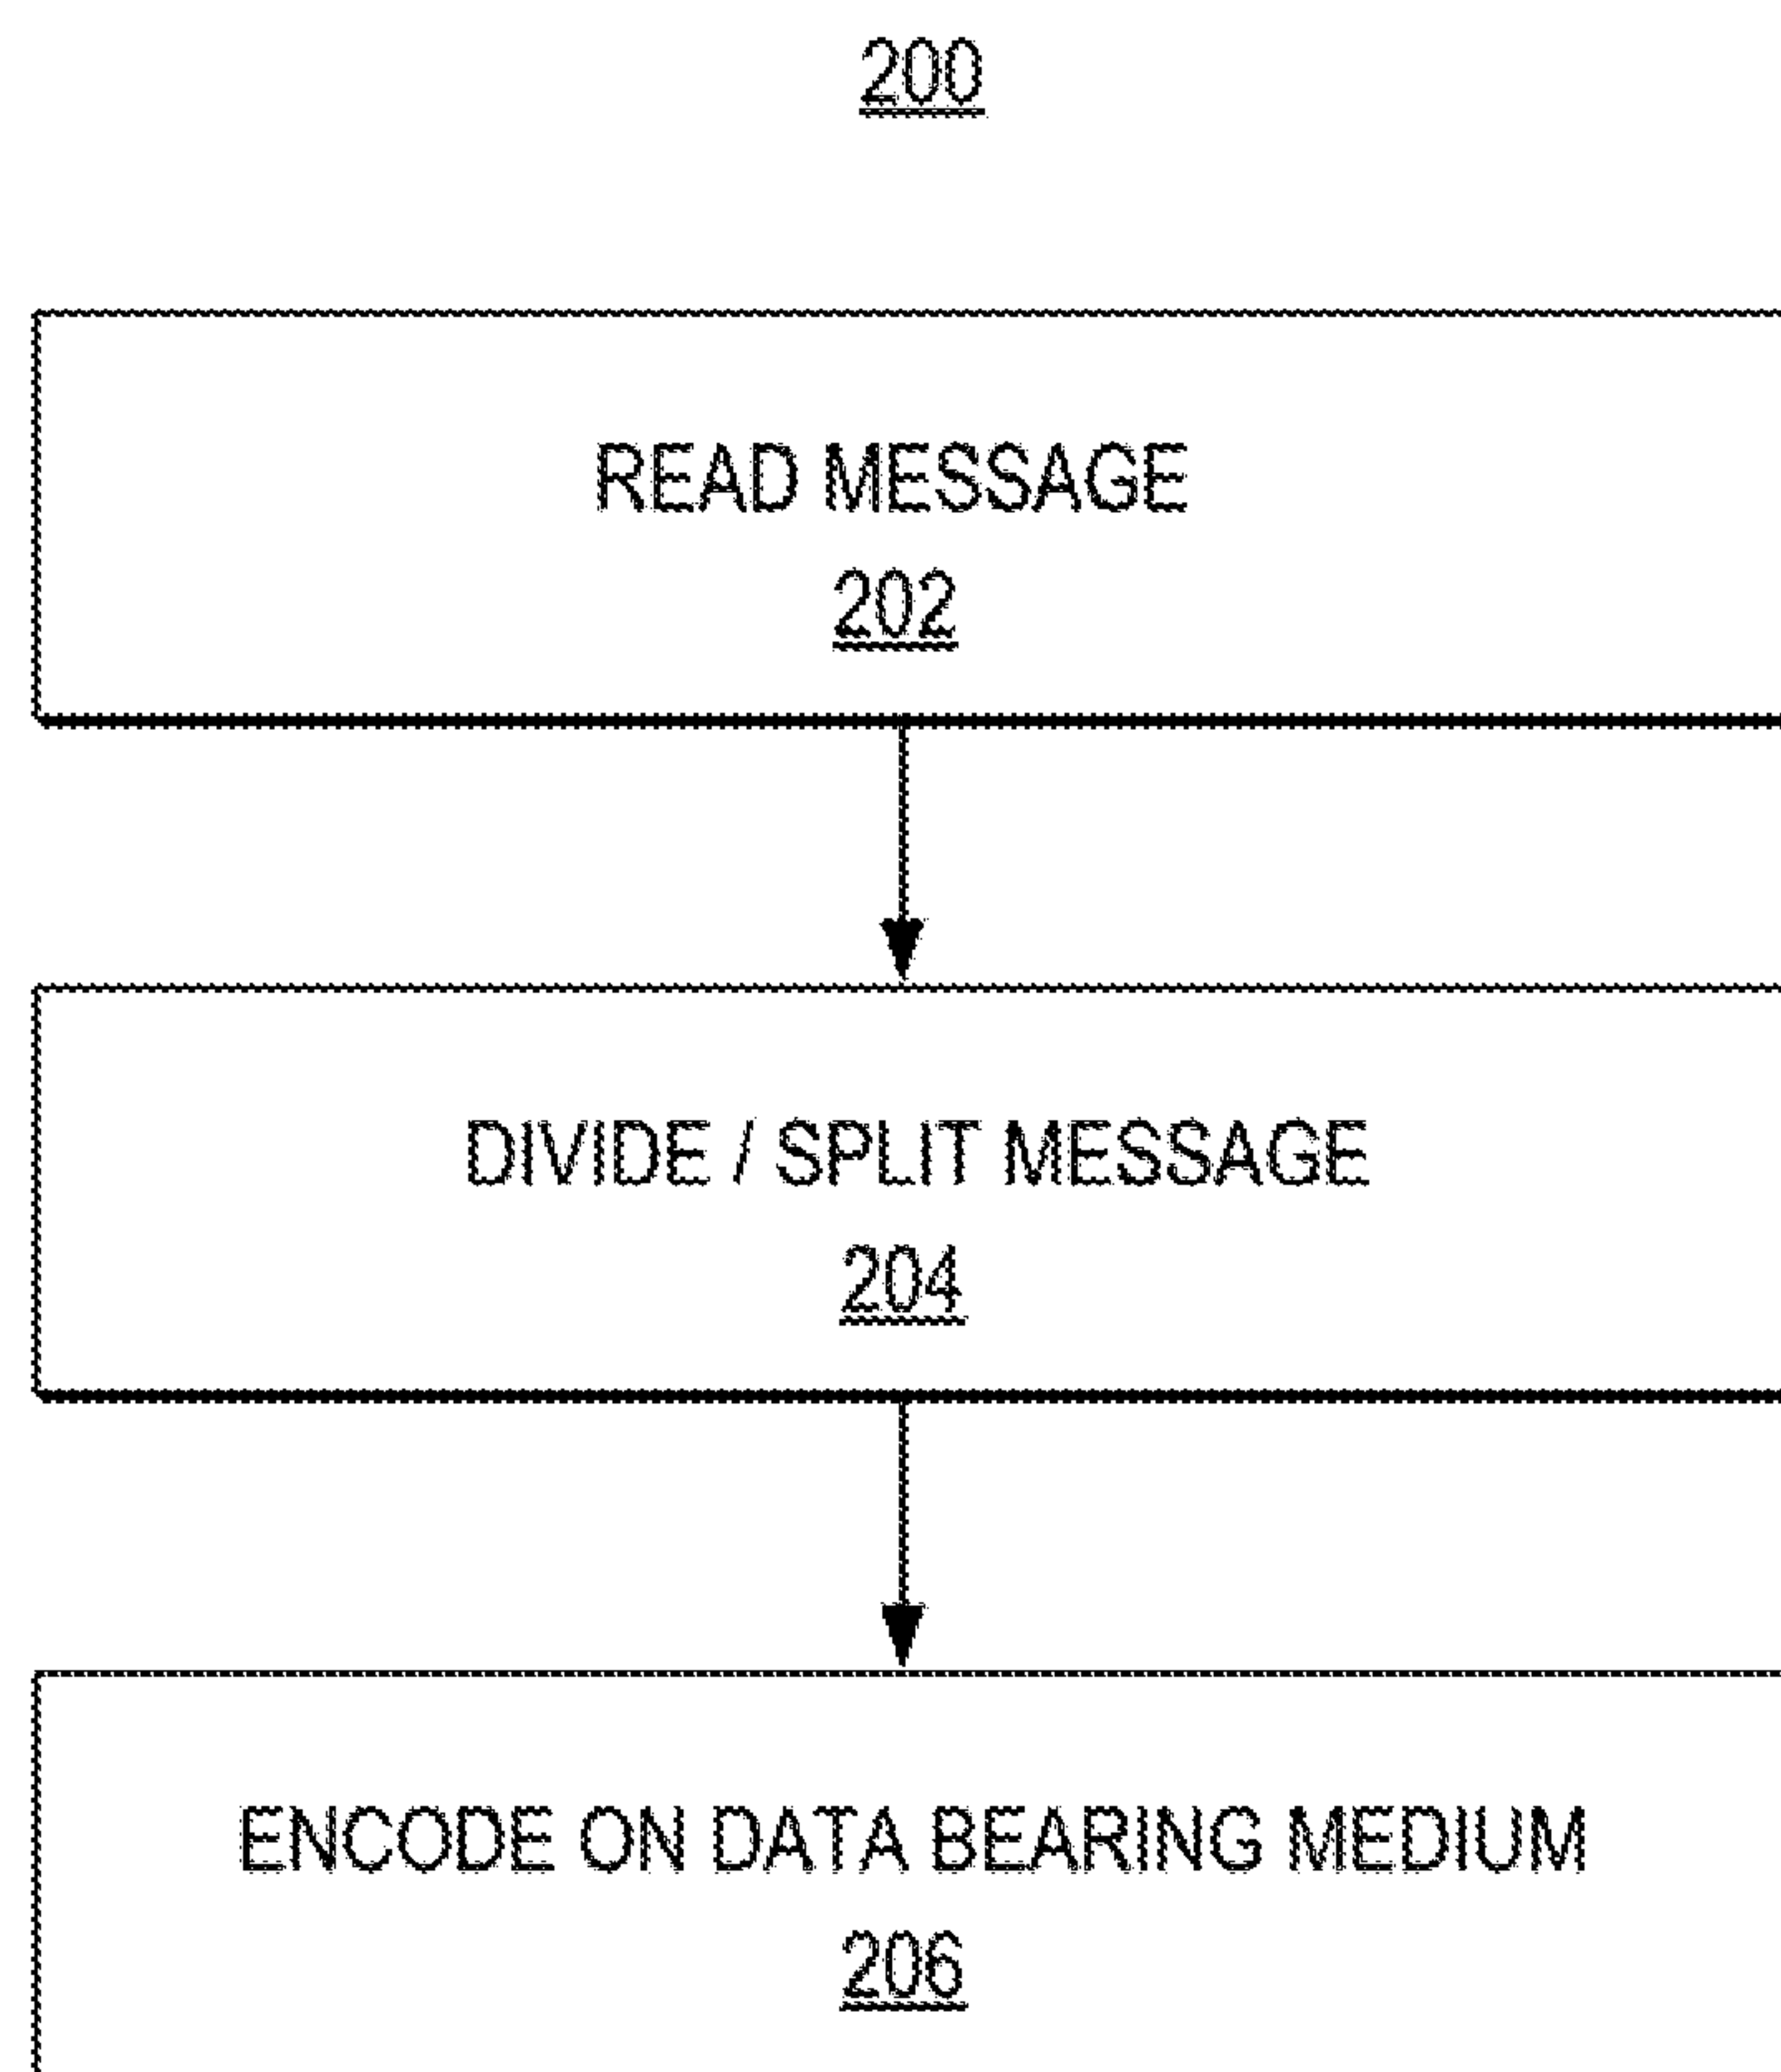 200
READ MESSAGE
202
DIVIDE / SPLIT MESSAGE
204
ENCODE ON DATA BEARING MEDIUM
206